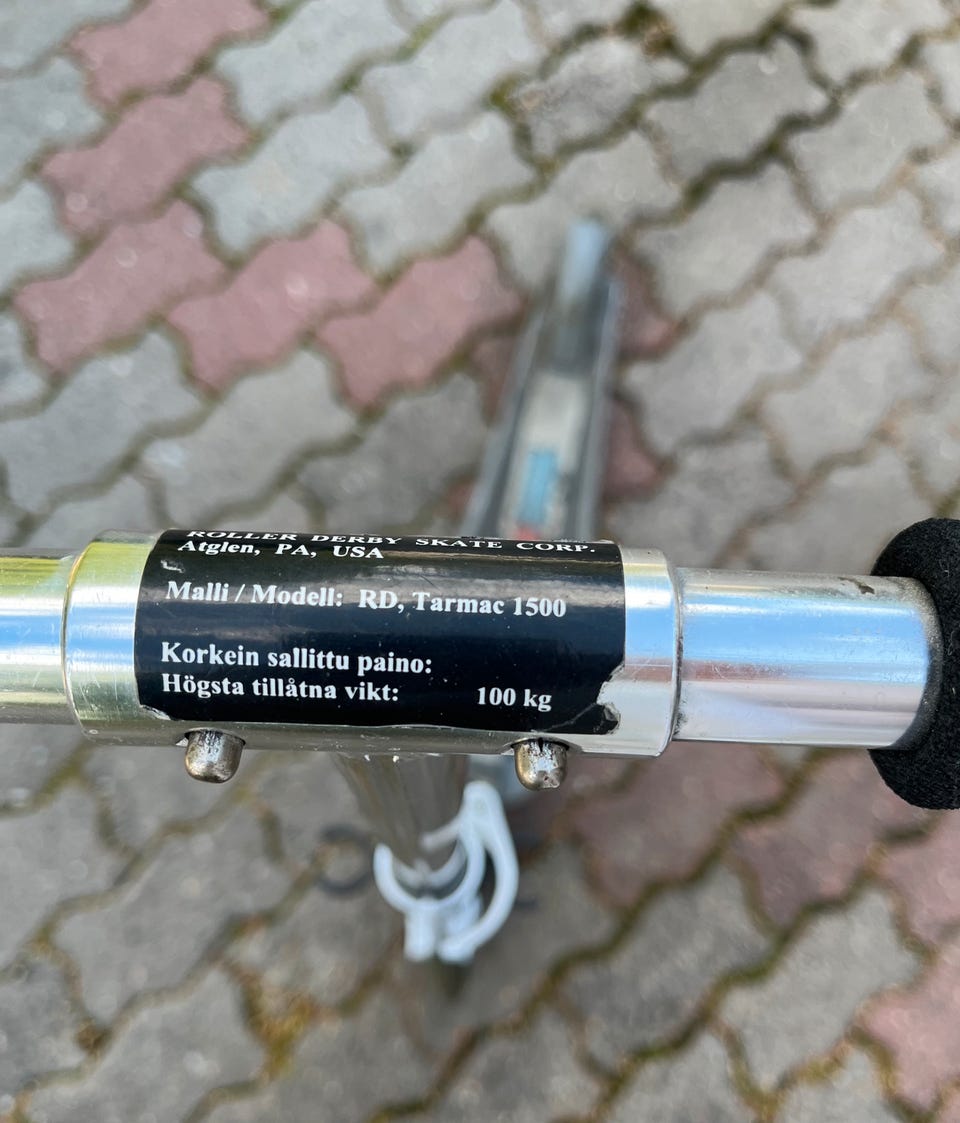 ROLLER DERBY SKATE CORP.
Atglen, PA, USA
Malli / Modell: RD, Tarmac 1500
Korkein sallittu paino:
Högsta tillåtna vikt: 100 kg